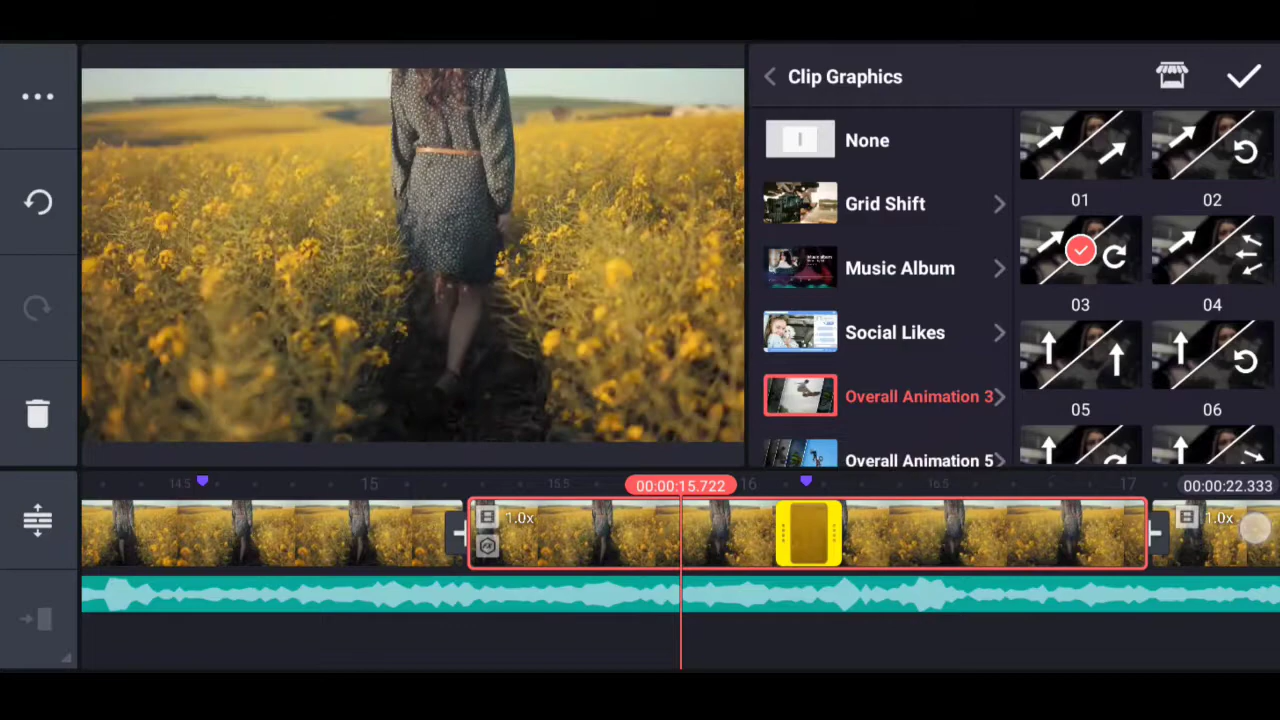 Clip Graphics
None
Grid Shift
Music Album
Social Likes
Overall Animation 3
Overall Animation 5
01
02
03
04
05
06
14.5
15
15.5
00:00:15.722
16
16.5
17
00:00:22.333
1.0x
1.0x